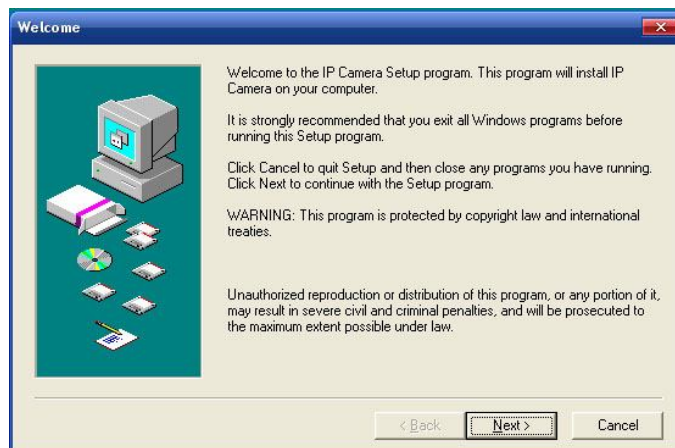 Welcome
Welcome to the IP Camera Setup program. This program will install IP
Camera on your computer.
It is strongly recommended that you exit all Windows programs before
running this Setup program.
Click Cancel to quit Setup and then close any programs you have running.
Click Next to continue with the Setup program.
WARNING: This program is protected by copyright law and international
treaties.
Unauthorized reproduction or distribution of this program, or any portion of it,
may result in severe civil and criminal penalties, and will be prosecuted to
the maximum extent possible under law.
< Back Next > Cancel